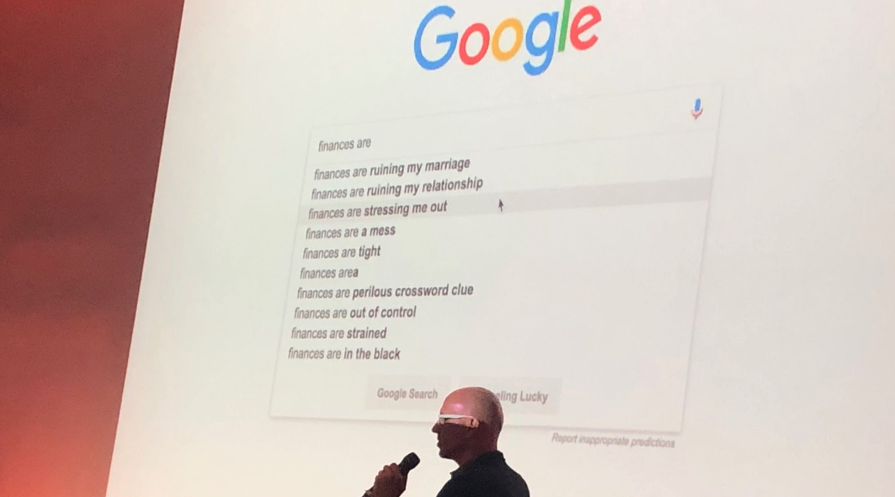 Google
finances are
finances are ruining my marriage
finances are ruining my relationship
finances are stressing me out
finances are a mess
finances are tight
finances area
finances are perilous crossword clue
finances are out of control
finances are strained
finances are in the black
Google Search eling Lucky
Report inappropriate predictions